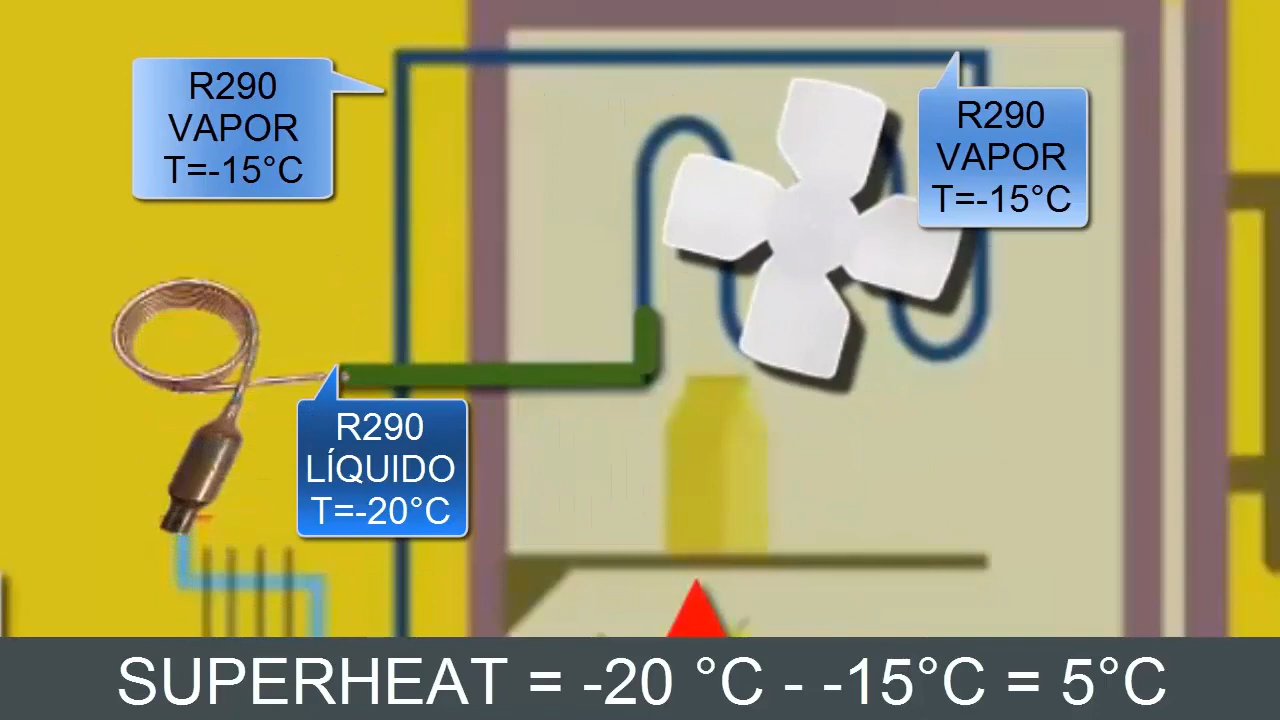 R290
VAPOR
T=-15°C
R290
VAPOR
T=-15°C
R290
LÍQUIDO
T=-20°C
SUPERHEAT = -20 °C - -15°C = 5°C